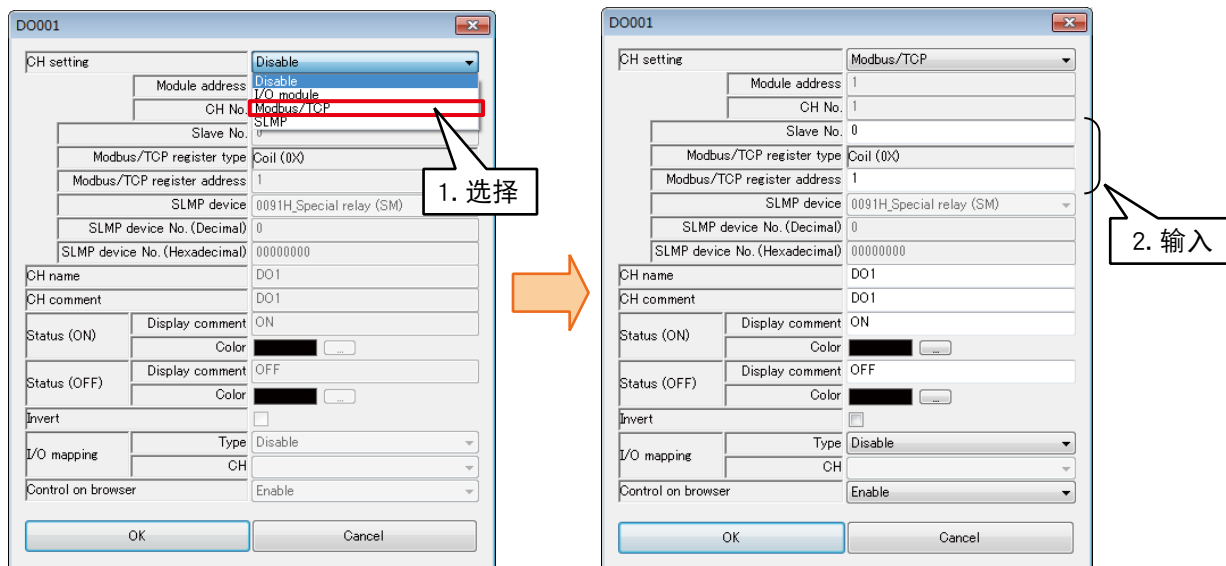 DO001
CH setting Disable
Disable
I/O module
Modbus/TCP
SLMP
Module address
CH No.
Slave No. 0
Modbus/TCP register type Coil (0X)
Modbus/TCP register address 1
SLMP device 0091H_Special relay (SM)
SLMP device No. (Decimal) 0
SLMP device No. (Hexadecimal) 00000000
CH name DO1
CH comment DO1
Status (ON) Display comment ON
Color ...
Status (OFF) Display comment OFF
Color ...
Invert
I/O mapping Type Disable
CH
Control on browser Enable
OK Cancel
1. 选择
DO001
CH setting Modbus/TCP
Module address 1
CH No. 1
Slave No. 0
Modbus/TCP register type Coil (0X)
Modbus/TCP register address 1
SLMP device 0091H_Special relay (SM)
SLMP device No. (Decimal) 0
SLMP device No. (Hexadecimal) 00000000
CH name DO1
CH comment DO1
Status (ON) Display comment ON
Color ...
Status (OFF) Display comment OFF
Color ...
Invert
I/O mapping Type Disable
CH
Control on browser Enable
OK Cancel
2. 输入